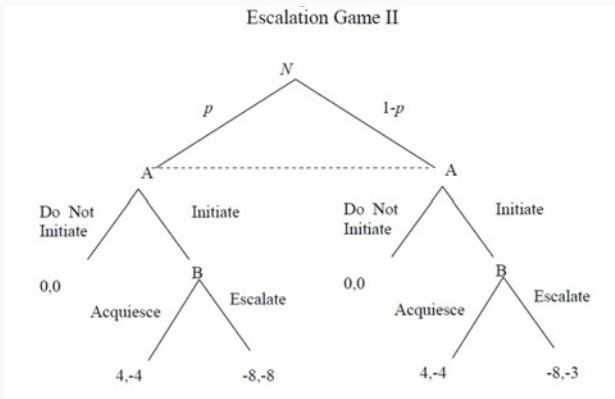 Escalation Game II
N
p
1-p
A
A
Do Not
Initiate
Initiate
Do Not
Initiate
Initiate
0,0
B
0,0
B
Acquiesce
Escalate
Acquiesce
Escalate
4,-4
-8,-8
4,-4
-8,-3